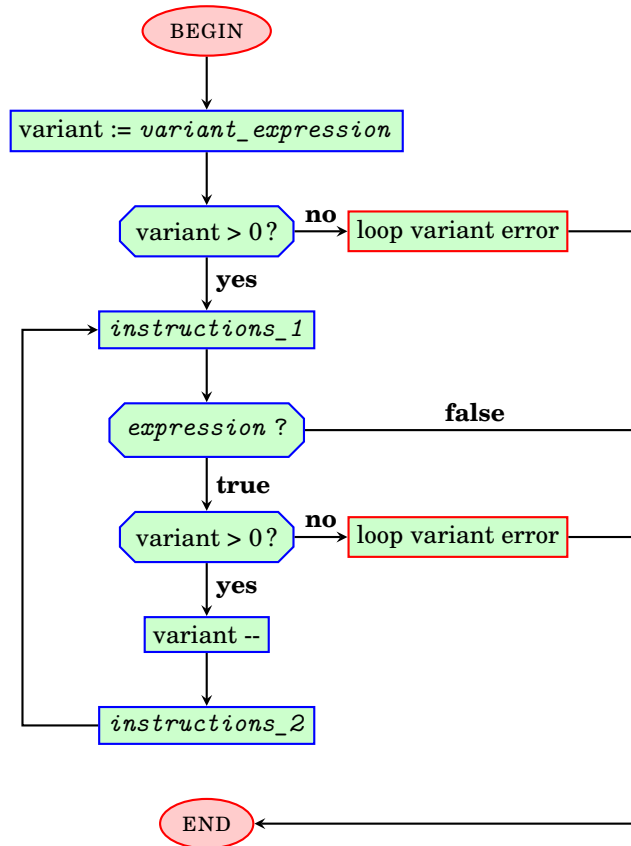 BEGIN
variant := variant_expression
variant > 0?
no
loop variant error
yes
instructions_1
expression ?
false
true
variant > 0?
no
loop variant error
yes
variant --
instructions_2
END